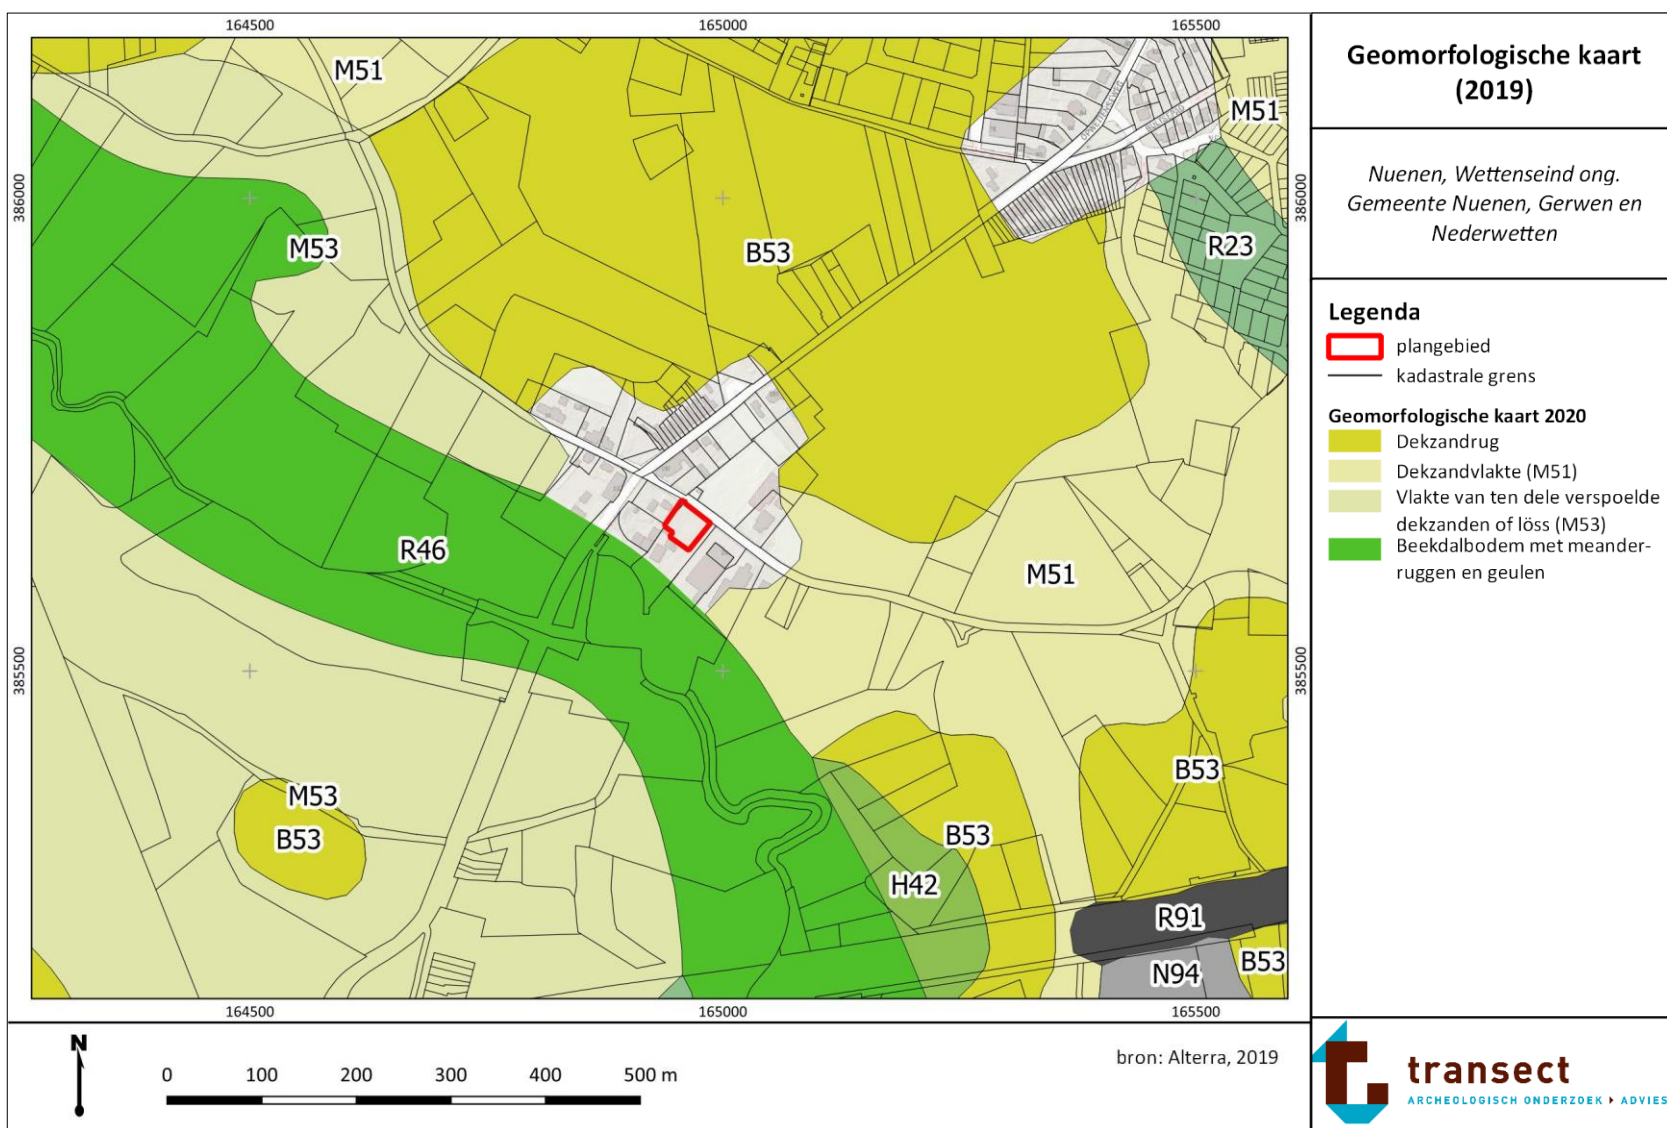 164500
165000
165500
Geomorfologische kaart
(2019)
Nuenen, Wettenseind ong.
Gemeente Nuenen, Gerwen en
Nederwetten
Legenda
plangebied
kadastrale grens
Geomorfologische kaart 2020
Dekzandrug
Dekzandvlakte (M51)
Vlakte van ten dele verspoelde
dekzanden of löss (M53)
Beekdalbodem met meander-
ruggen en geulen
M51
M51
386000
386000
M53
B53
R23
R46
M51
385500
385500
M53
B53
B53
B53
H42
R91
N94
B53
164500
165000
165500
N
0
100
200
300
400
500 m
bron: Alterra, 2019
transect
ARCHEOLOGISCH ONDERZOEK ▸ ADVIES